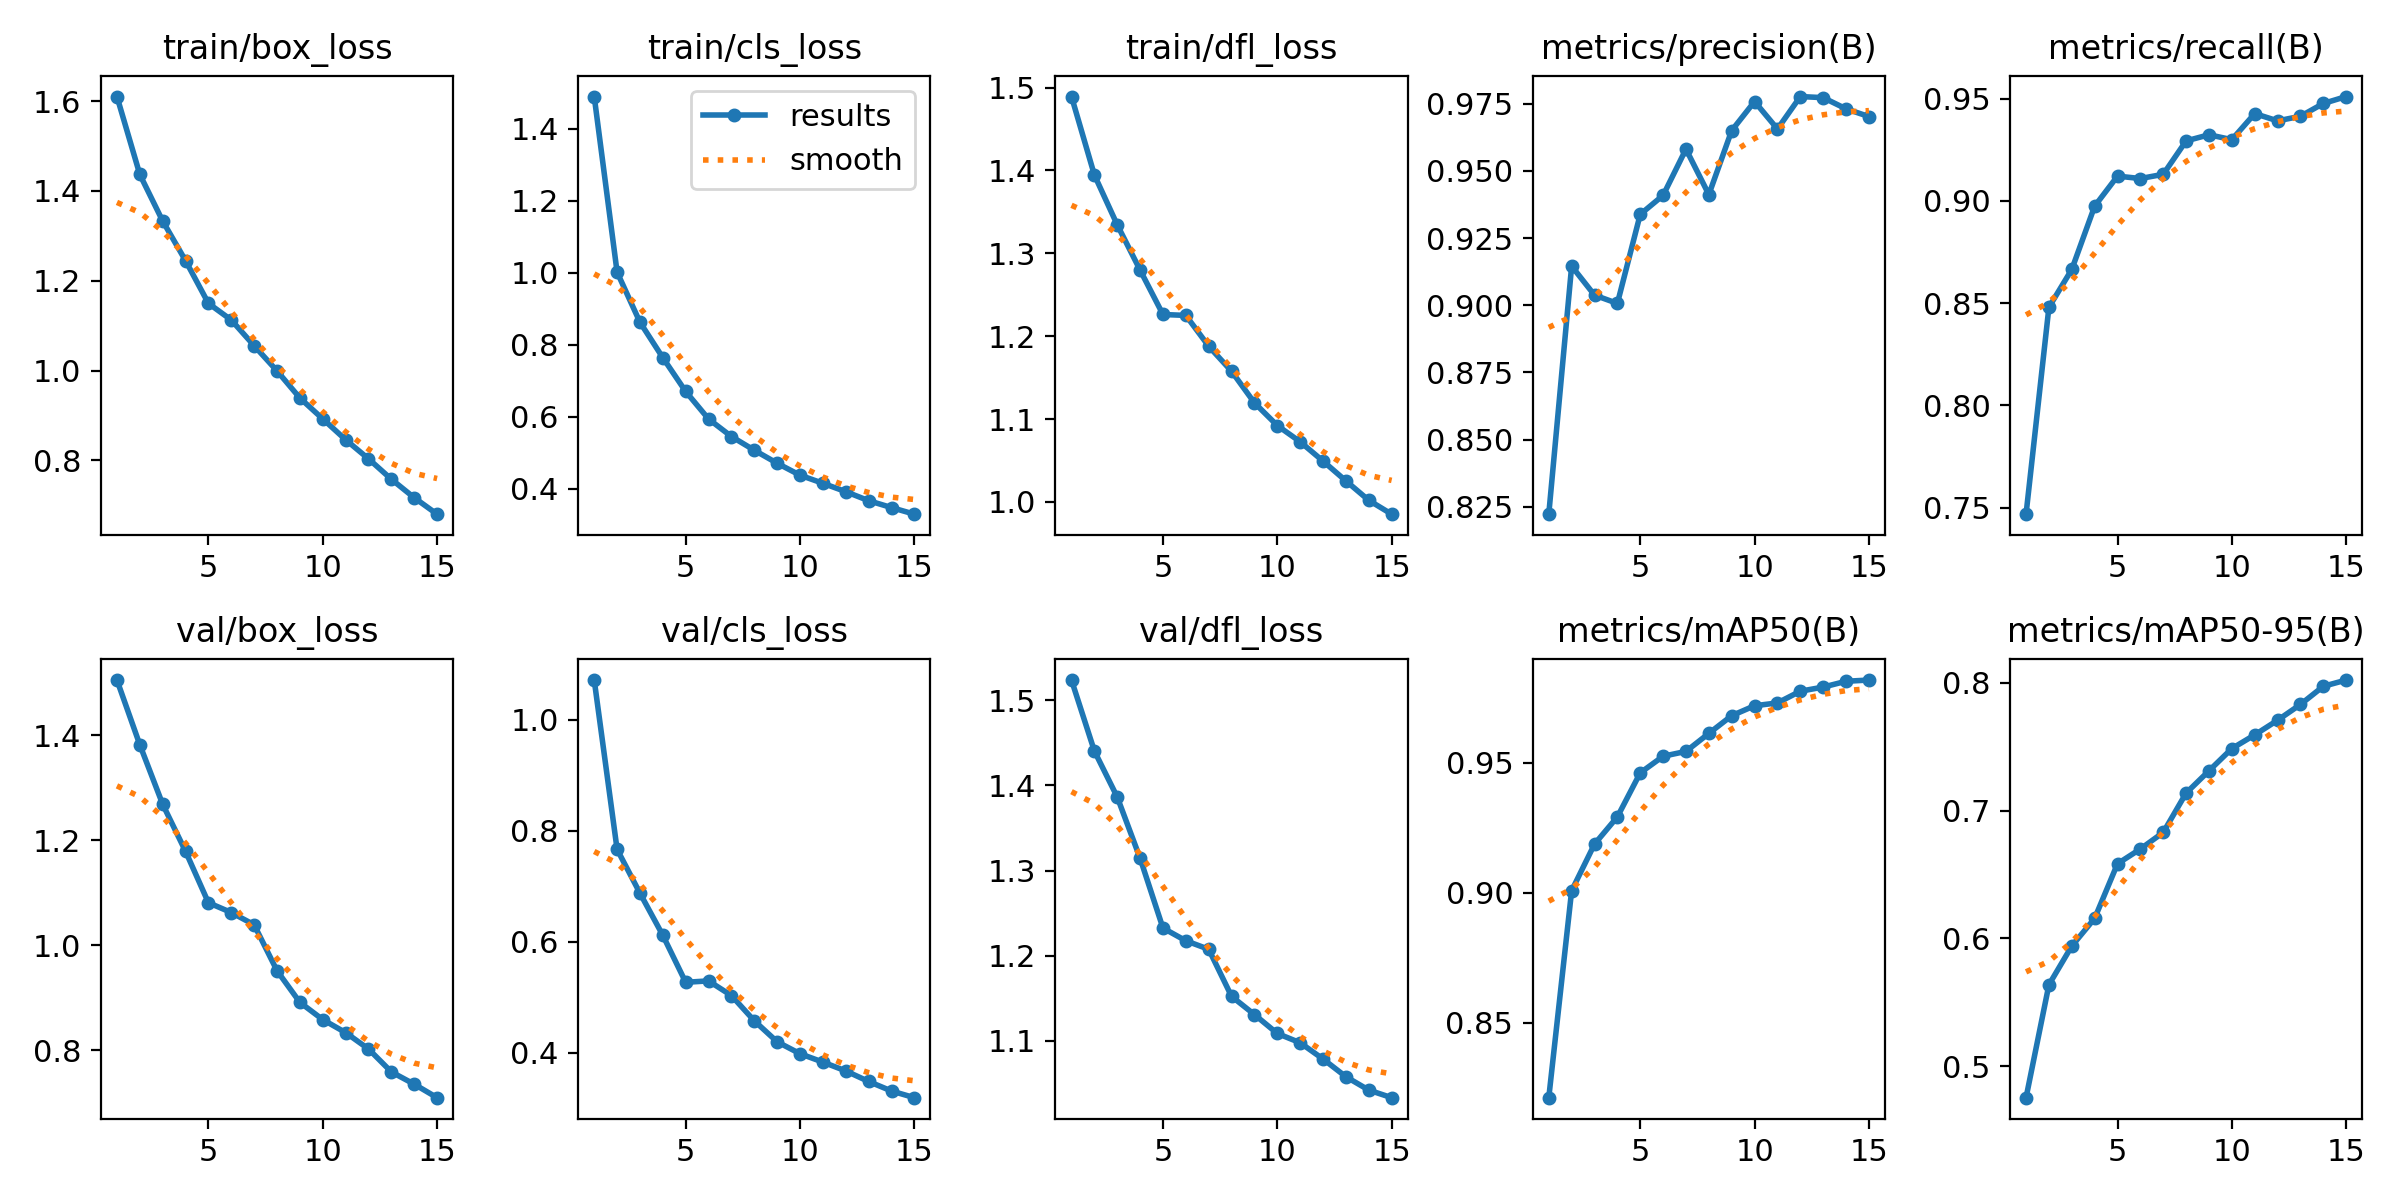 train/box_loss
1.6
1.4
1.2
1.0
0.8
5 10 15
train/cls_loss
results
smooth
1.4
1.2
1.0
0.8
0.6
0.4
5 10 15
train/dfl_loss
1.5
1.4
1.3
1.2
1.1
1.0
5 10 15
metrics/precision(B)
0.975
0.950
0.925
0.900
0.875
0.850
0.825
5 10 15
metrics/recall(B)
0.95
0.90
0.85
0.80
0.75
5 10 15
val/box_loss
1.4
1.2
1.0
0.8
5 10 15
val/cls_loss
1.0
0.8
0.6
0.4
5 10 15
val/dfl_loss
1.5
1.4
1.3
1.2
1.1
5 10 15
metrics/mAP50(B)
0.95
0.90
0.85
5 10 15
metrics/mAP50-95(B)
0.8
0.7
0.6
0.5
5 10 15